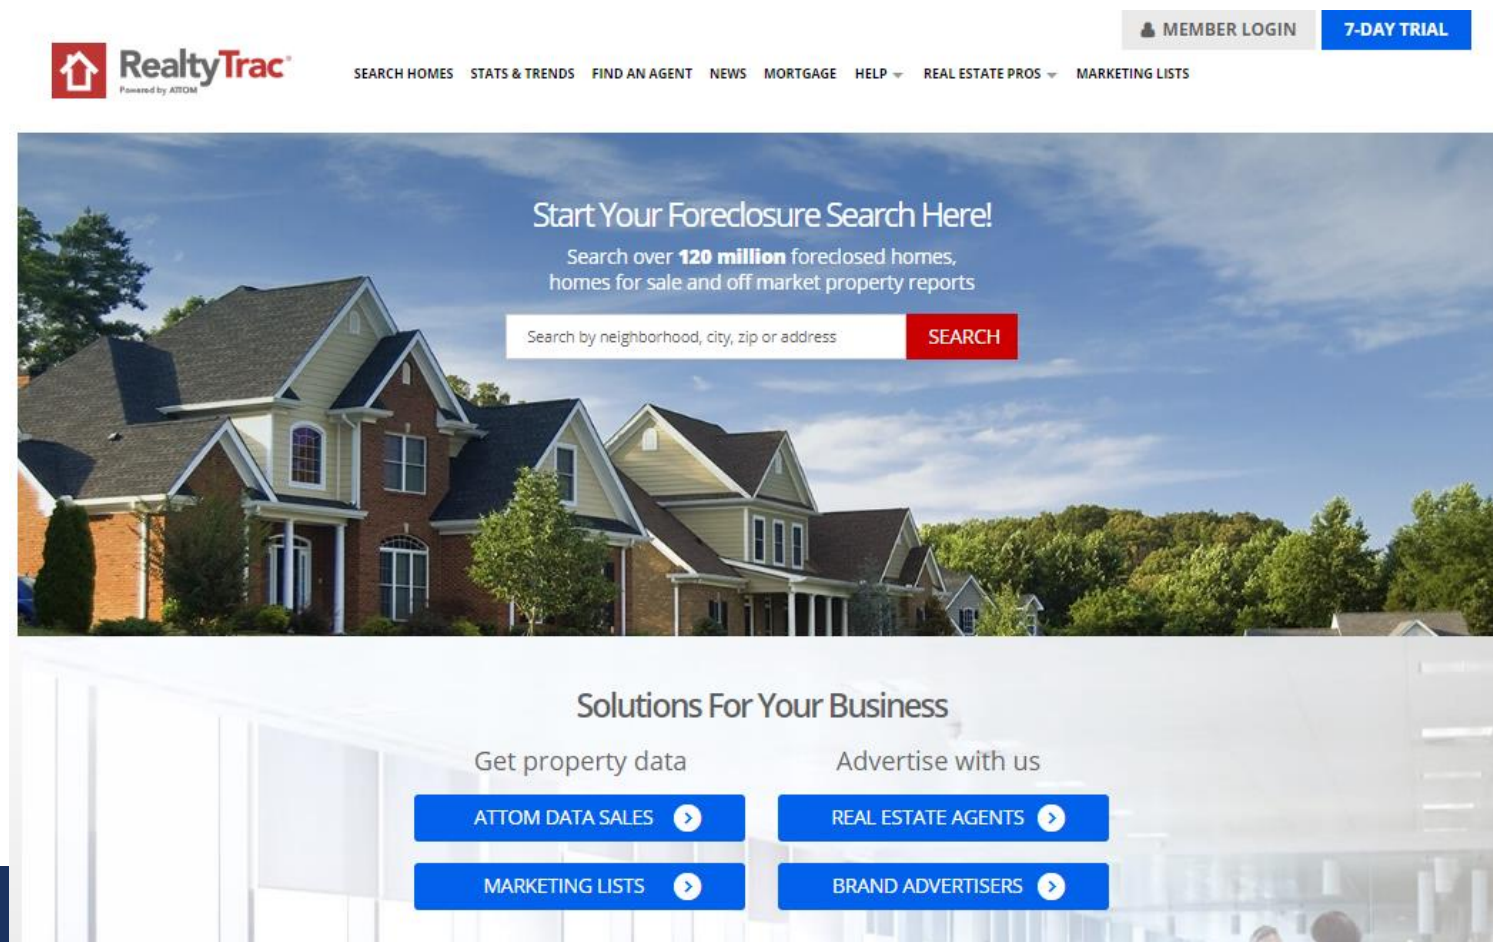 MEMBER LOGIN
7-DAY TRIAL
RealtyTrac®
Powered by ATTOM
SEARCH HOMES STATS & TRENDS FIND AN AGENT NEWS MORTGAGE HELP REAL ESTATE PROS MARKETING LISTS
Start Your Foreclosure Search Here!
Search over 120 million foreclosed homes,
homes for sale and off market property reports
Search by neighborhood, city, zip or address
SEARCH
Solutions For Your Business
Get property data
Advertise with us
ATTOM DATA SALES
REAL ESTATE AGENTS
MARKETING LISTS
BRAND ADVERTISERS